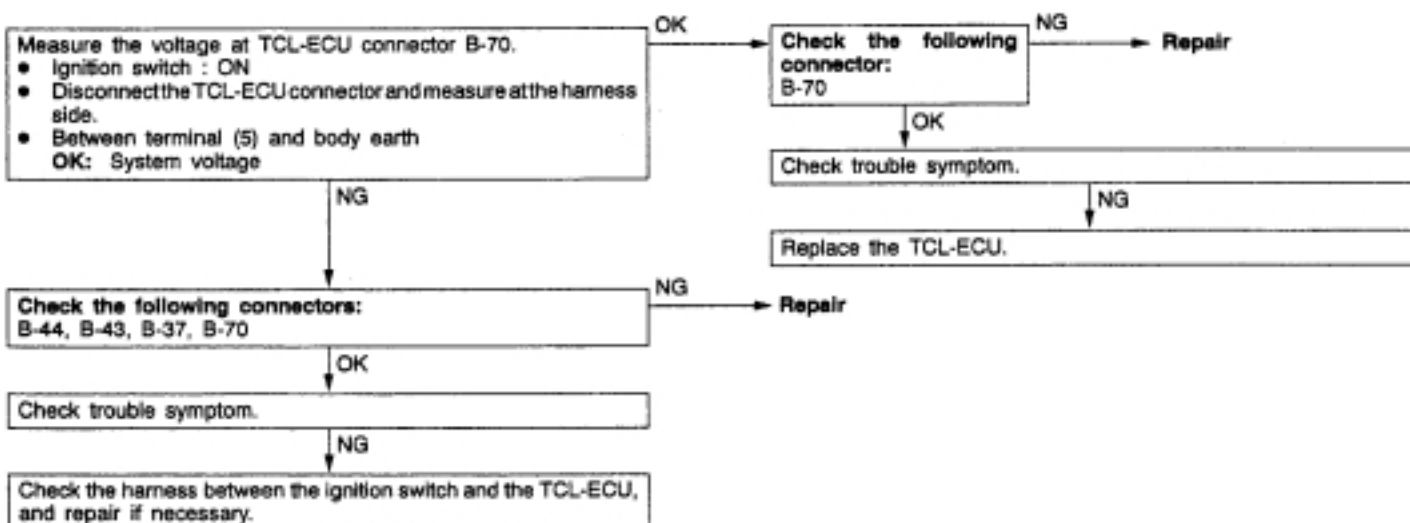 Measure the voltage at TCL-ECU connector B-70.
● Ignition switch : ON
● Disconnect the TCL-ECU connector and measure at the harness
side.
● Between terminal (5) and body earth
OK: System voltage
OK
Check the following
connector:
B-70
NG
Repair
OK
Check trouble symptom.
NG
Replace the TCL-ECU.
NG
Check the following connectors:
B-44, B-43, B-37, B-70
NG
Repair
OK
Check trouble symptom.
NG
Check the harness between the ignition switch and the TCL-ECU,
and repair if necessary.